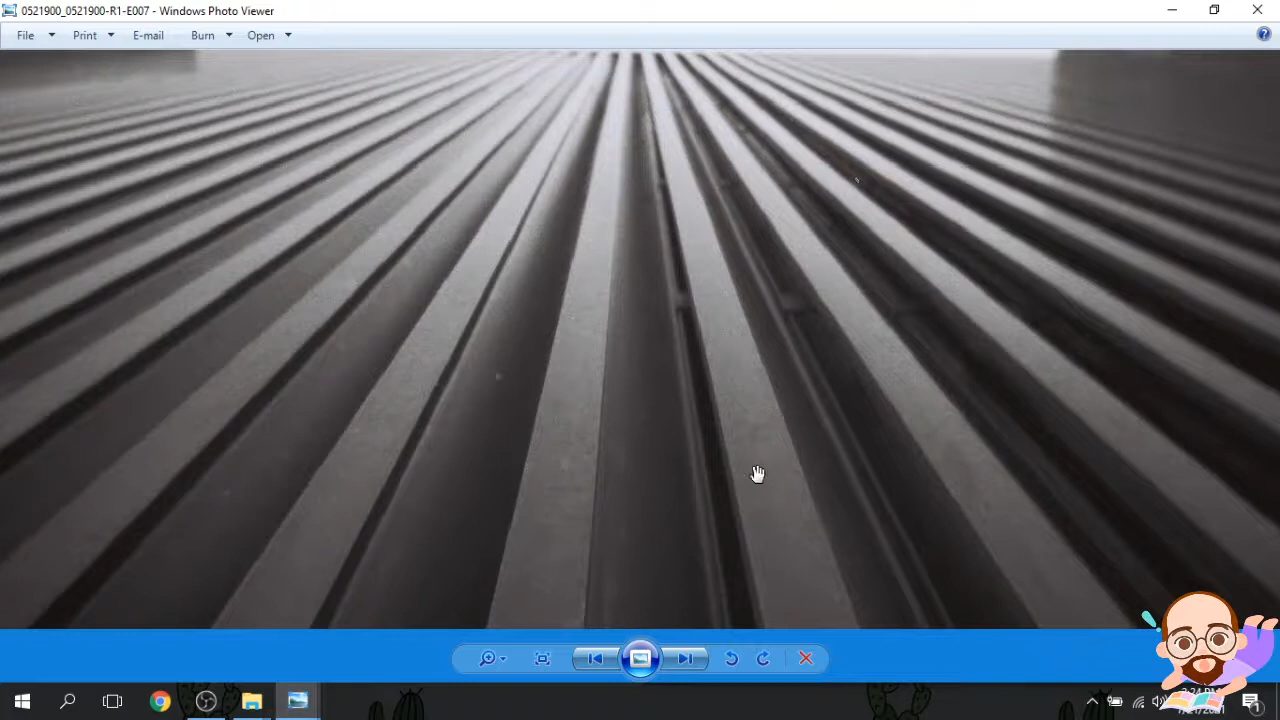 0521900_0521900-R1-E007 - Windows Photo Viewer
File Print E-mail Burn Open